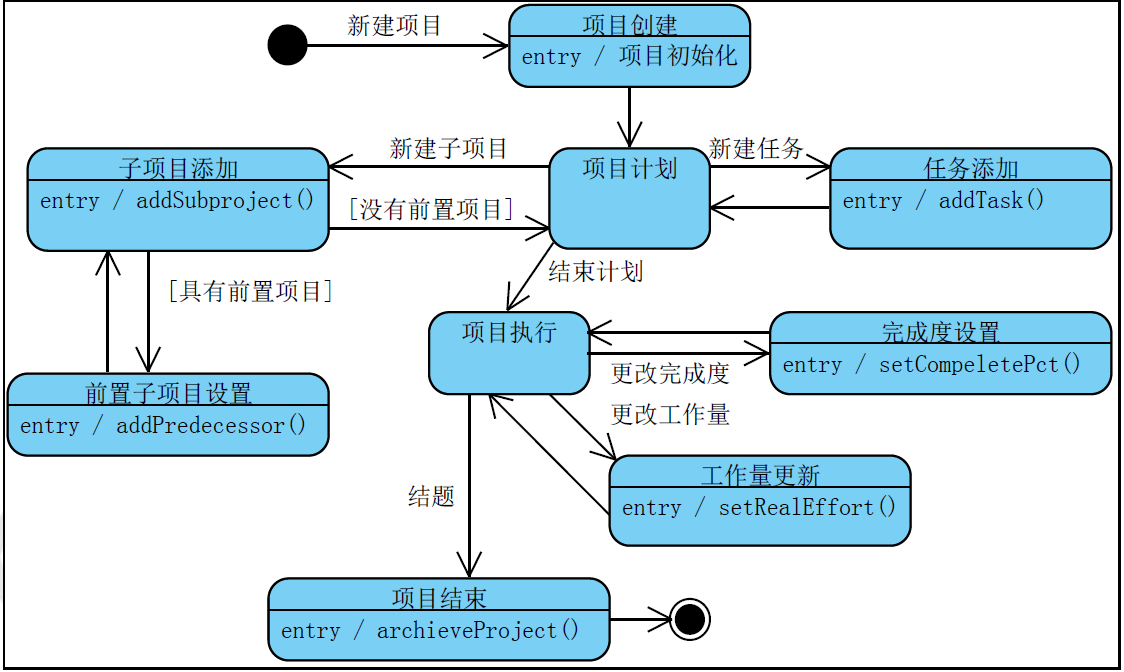 新建项目
项目创建
entry / 项目初始化
新建子项目
新建任务
子项目添加
entry / addSubproject()
项目计划
任务添加
entry / addTask()
[没有前置项目]
结束计划
[具有前置项目]
项目执行
完成度设置
entry / setCompeletePct()
更改完成度
前置子项目设置
entry / addPredecessor()
更改工作量
工作量更新
entry / setRealEffort()
结题
项目结束
entry / archieveProject()